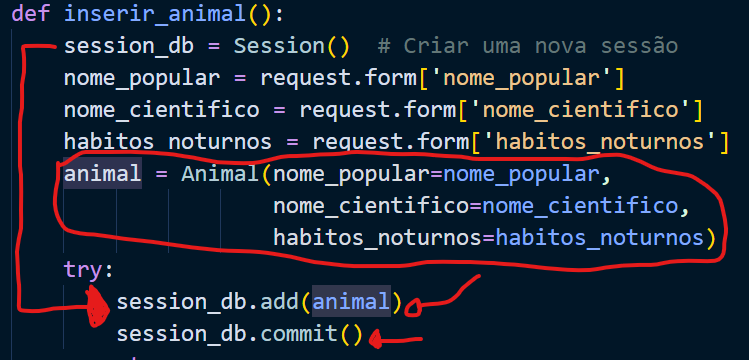 def inserir_animal():
session_db = Session()  # Criar uma nova sessão
nome_popular = request.form['nome_popular']
nome_cientifico = request.form['nome_cientifico']
habitos_noturnos = request.form['habitos_noturnos']
animal = Animal(nome_popular=nome_popular,
nome_cientifico=nome_cientifico,
habitos_noturnos=habitos_noturnos)
try:
session_db.add(animal)
session_db.commit()